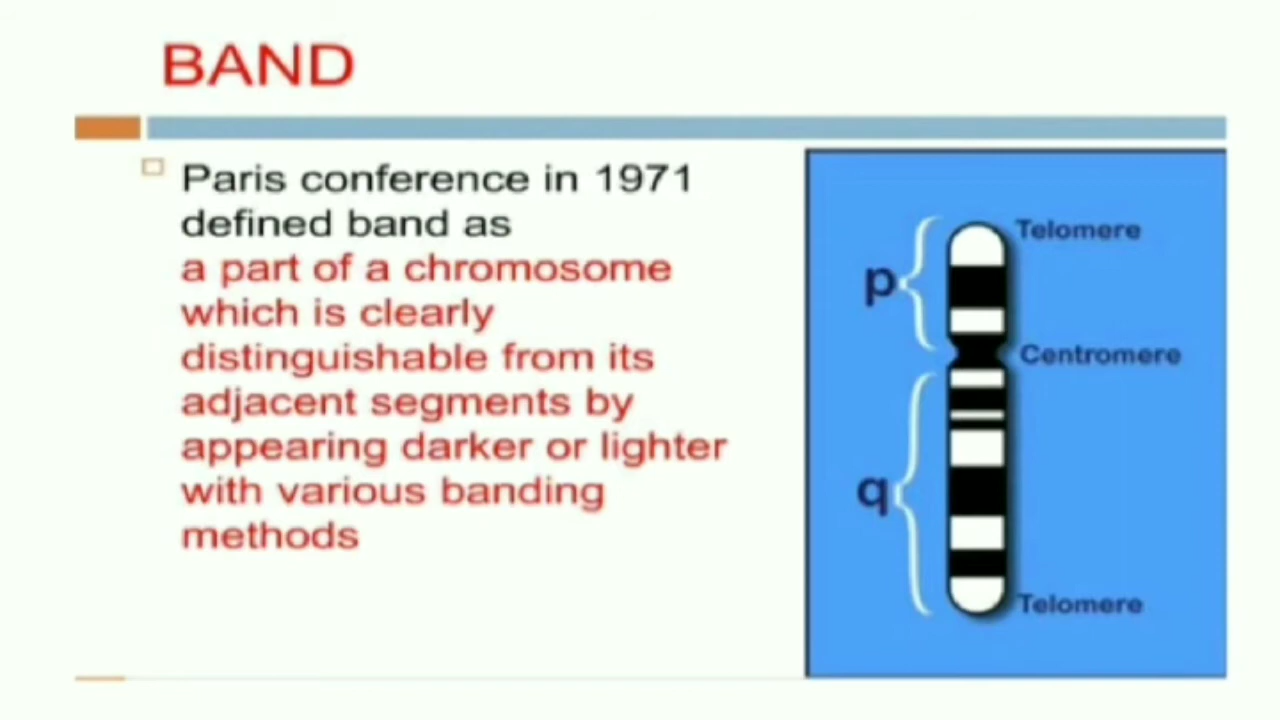 BAND
Paris conference in 1971
defined band as
a part of a chromosome
which is clearly
distinguishable from its
adjacent segments by
appearing darker or lighter
with various banding
methods
Telomere
p
Centromere
q
Telomere